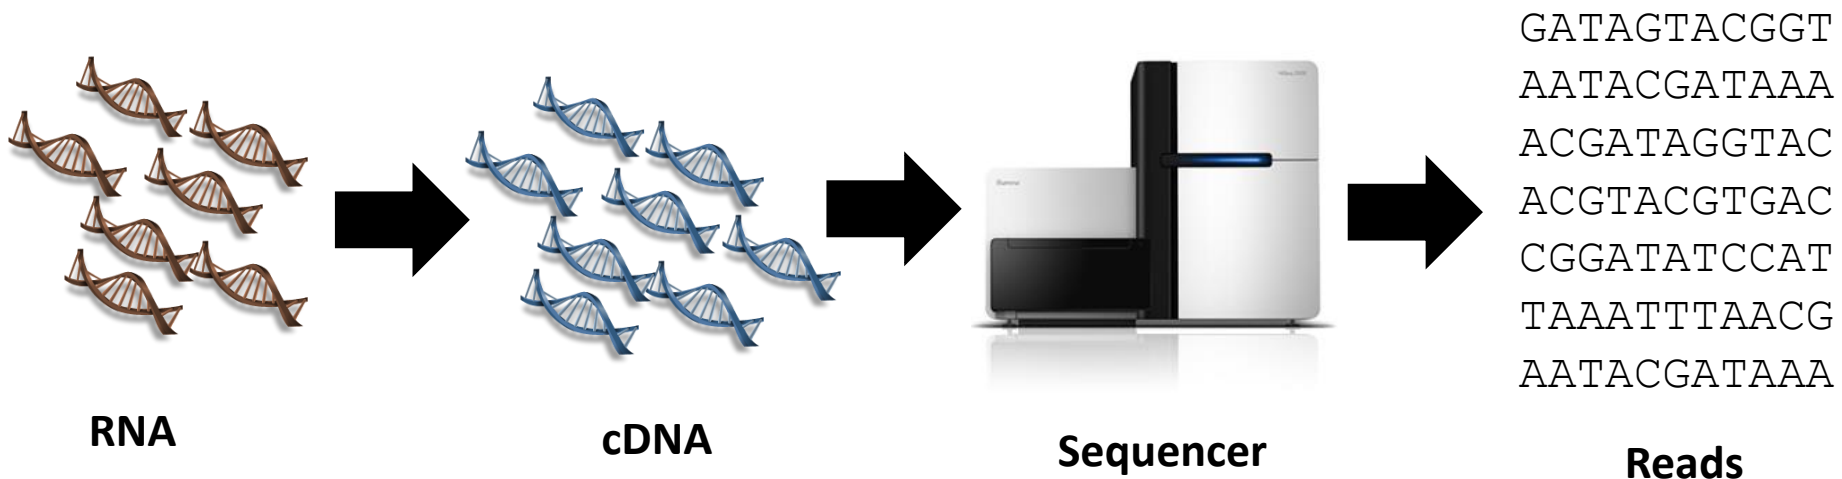 GATAGTACGGT
AATACGATAAA
ACGATAGGTAC
ACGTACGTGAC
CGGATATCCAT
TAAATTTAACG
AATACGATAAA
RNA
cDNA
Sequencer
Reads